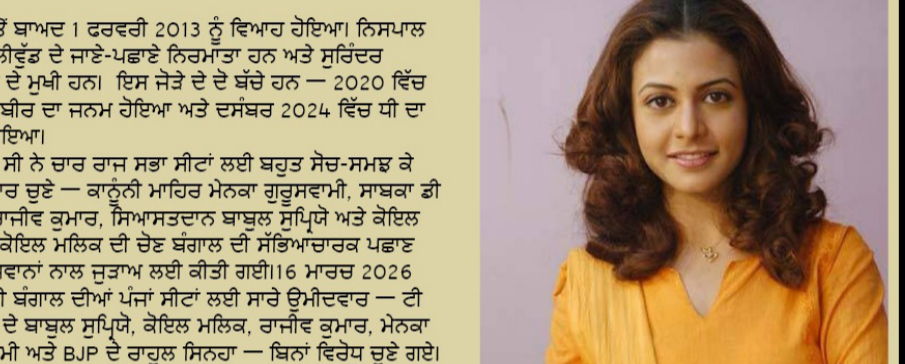 ਬਾਅਦ 1 ਫਰਵਰੀ 2013 ਨੂੰ ਵਿਆਹ ਹੋਇਆ। ਨਿਸਪਾਲ
ਦੇ ਜਾਣੇ-ਪਛਾਣੇ ਨਿਰਮਾਤਾ ਹਨ ਅਤੇ ਸੁਰਿੰਦਰ
ਦੇ ਮੁਖੀ ਹਨ। ਇਸ ਜੋੜੇ ਦੇ ਦੋ ਬੱਚੇ ਹਨ — 2020 ਵਿੱਚ
ਬੀਰ ਦਾ ਜਨਮ ਹੋਇਆ ਅਤੇ ਦਸੰਬਰ 2024 ਵਿੱਚ ਧੀ ਦਾ
ਇਆ।
ਸੀ ਨੇ ਚਾਰ ਰਾਜ ਸਭਾ ਸੀਟਾਂ ਲਈ ਬਹੁਤ ਸੋਚ-ਸਮਝ ਕੇ
ਾਰ ਚੁਣੇ — ਕਾਨੂੰਨੀ ਮਾਹਿਰ ਮੇਨਕਾ ਗੁਰੂਸਵਾਮੀ, ਸਾਬਕਾ ਡੀ
ਰਾਜੀਵ ਕੁਮਾਰ, ਸਿਆਸਤਦਾਨ ਬਾਬੁਲ ਸੁਪ੍ਰਿਯੋ ਅਤੇ ਕੋਇਲ
ਕੋਇਲ ਮਲਿਕ ਦੀ ਚੋਣ ਬੰਗਾਲ ਦੀ ਸੱਭਿਆਚਾਰਕ ਪਛਾਣ
ਵਾਨਾਂ ਨਾਲ ਜੁੜਾਅ ਲਈ ਕੀਤੀ ਗਈ।16 ਮਾਰਚ 2026
ਬੰਗਾਲ ਦੀਆਂ ਪੰਜਾਂ ਸੀਟਾਂ ਲਈ ਸਾਰੇ ਉਮੀਦਵਾਰ — ਟੀ
ਦੇ ਬਾਬੁਲ ਸੁਪ੍ਰਿਯੋ, ਕੋਇਲ ਮਲਿਕ, ਰਾਜੀਵ ਕੁਮਾਰ, ਮੇਨਕਾ
ਮੀ ਅਤੇ BJP ਦੇ ਰਾਹੁਲ ਸਿਨਹਾ — ਬਿਨਾਂ ਵਿਰੋਧ ਚੁਣੇ ਗਏ।